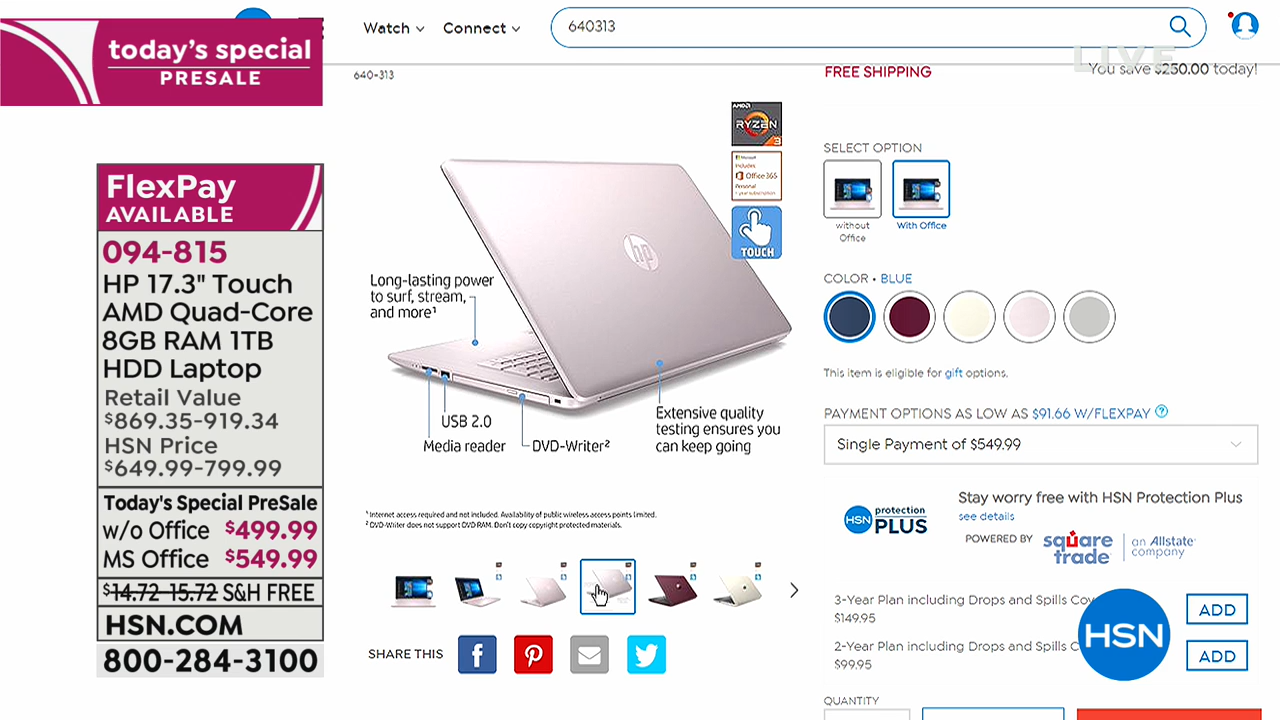 today's special
PRESALE
Watch
Connect
640313
LIVE
640-313
FREE SHIPPING
You save $250.00 today!
FlexPay
AVAILABLE
094-815
HP 17.3" Touch
AMD Quad-Core
8GB RAM 1TB
HDD Laptop
Retail Value
$869.35-919.34
HSN Price
$649.99-799.99
Today's Special PreSale
w/o Office $499.99
MS Office $549.99
$14.72-15.72 S&H FREE
HSN.COM
800-284-3100
AMD
RYZEN
3
Microsoft
Includes
Office 365
Personal
1-year subscription
TOUCH
hp
Long-lasting power
to surf, stream,
and more¹
USB 2.0
Media reader
DVD-Writer²
Extensive quality
testing ensures you
can keep going
¹ Internet access required and not included. Availability of public wireless access points limited.
² DVD-Writer does not support DVD RAM. Don't copy copyright protected materials.
SHARE THIS
SELECT OPTION
without
Office
With Office
COLOR • BLUE
This item is eligible for gift options.
PAYMENT OPTIONS AS LOW AS $91.66 W/FLEXPAY ?
Single Payment of $549.99
HSN protection
PLUS
Stay worry free with HSN Protection Plus
see details
POWERED BY
square
trade
an Allstate
company
3-Year Plan including Drops and Spills Cov
$149.95
ADD
2-Year Plan including Drops and Spills C
$99.95
ADD
HSN
QUANTITY